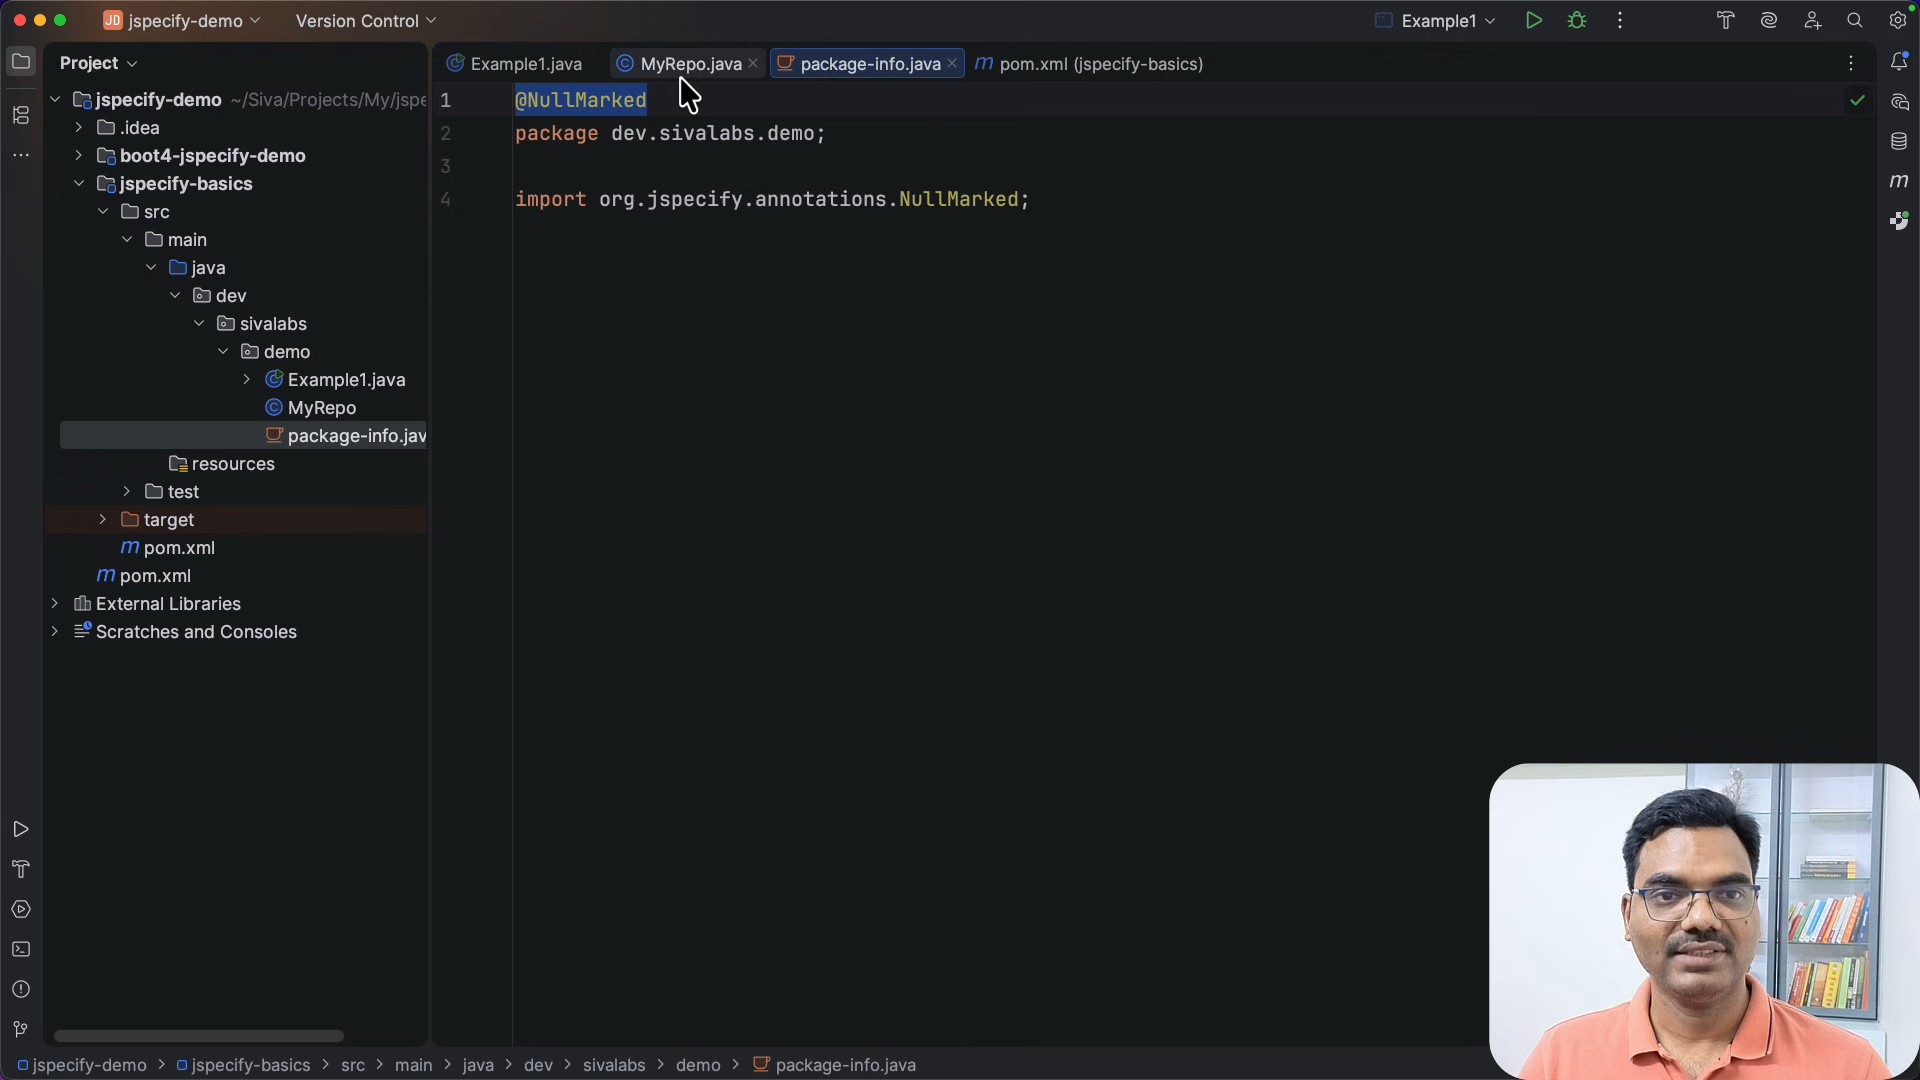 JD jspecify-demo Version Control Example1
Project
Example1.java MyRepo.java package-info.java m pom.xml (jspecify-basics)
jspecify-demo ~/Siva/Projects/My/jspe
.idea
boot4-jspecify-demo
jspecify-basics
src
main
java
dev
sivalabs
demo
Example1.java
MyRepo
package-info.jav
resources
test
target
m pom.xml
m pom.xml
External Libraries
Scratches and Consoles
1 @NullMarked
2 package dev.sivalabs.demo;
3
4 import org.jspecify.annotations.NullMarked;
m
jspecify-demo > jspecify-basics > src > main > java > dev > sivalabs > demo > package-info.java